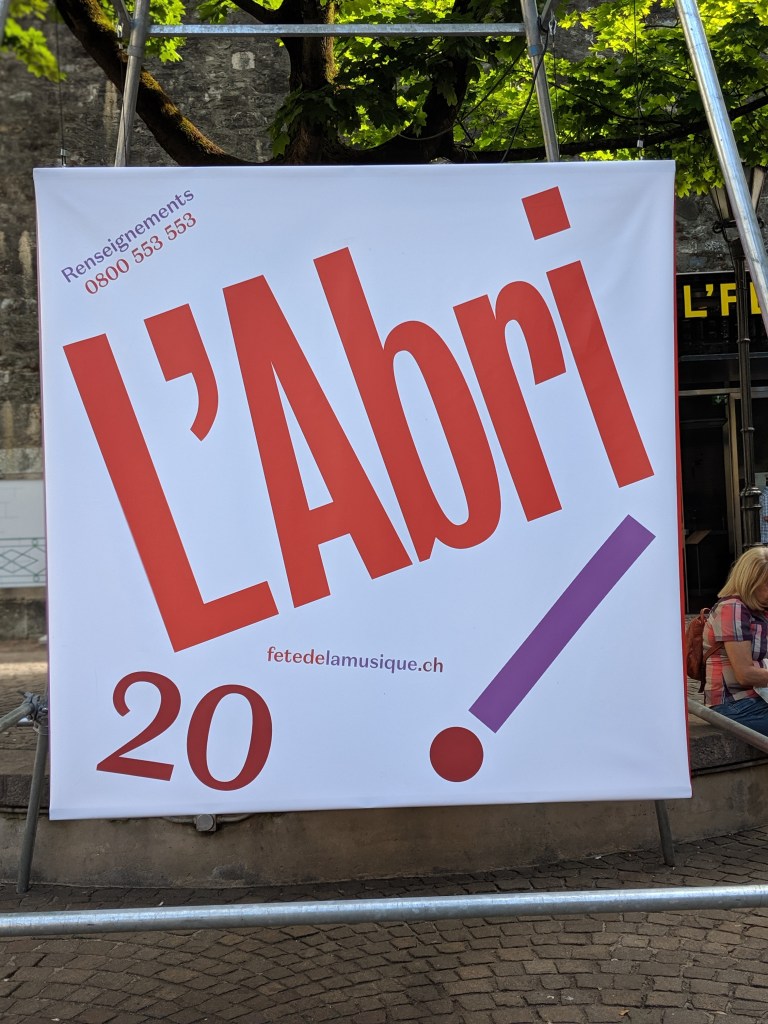 Renseignements
0800 553 553
L'Abri
fetedelamusique.ch
20